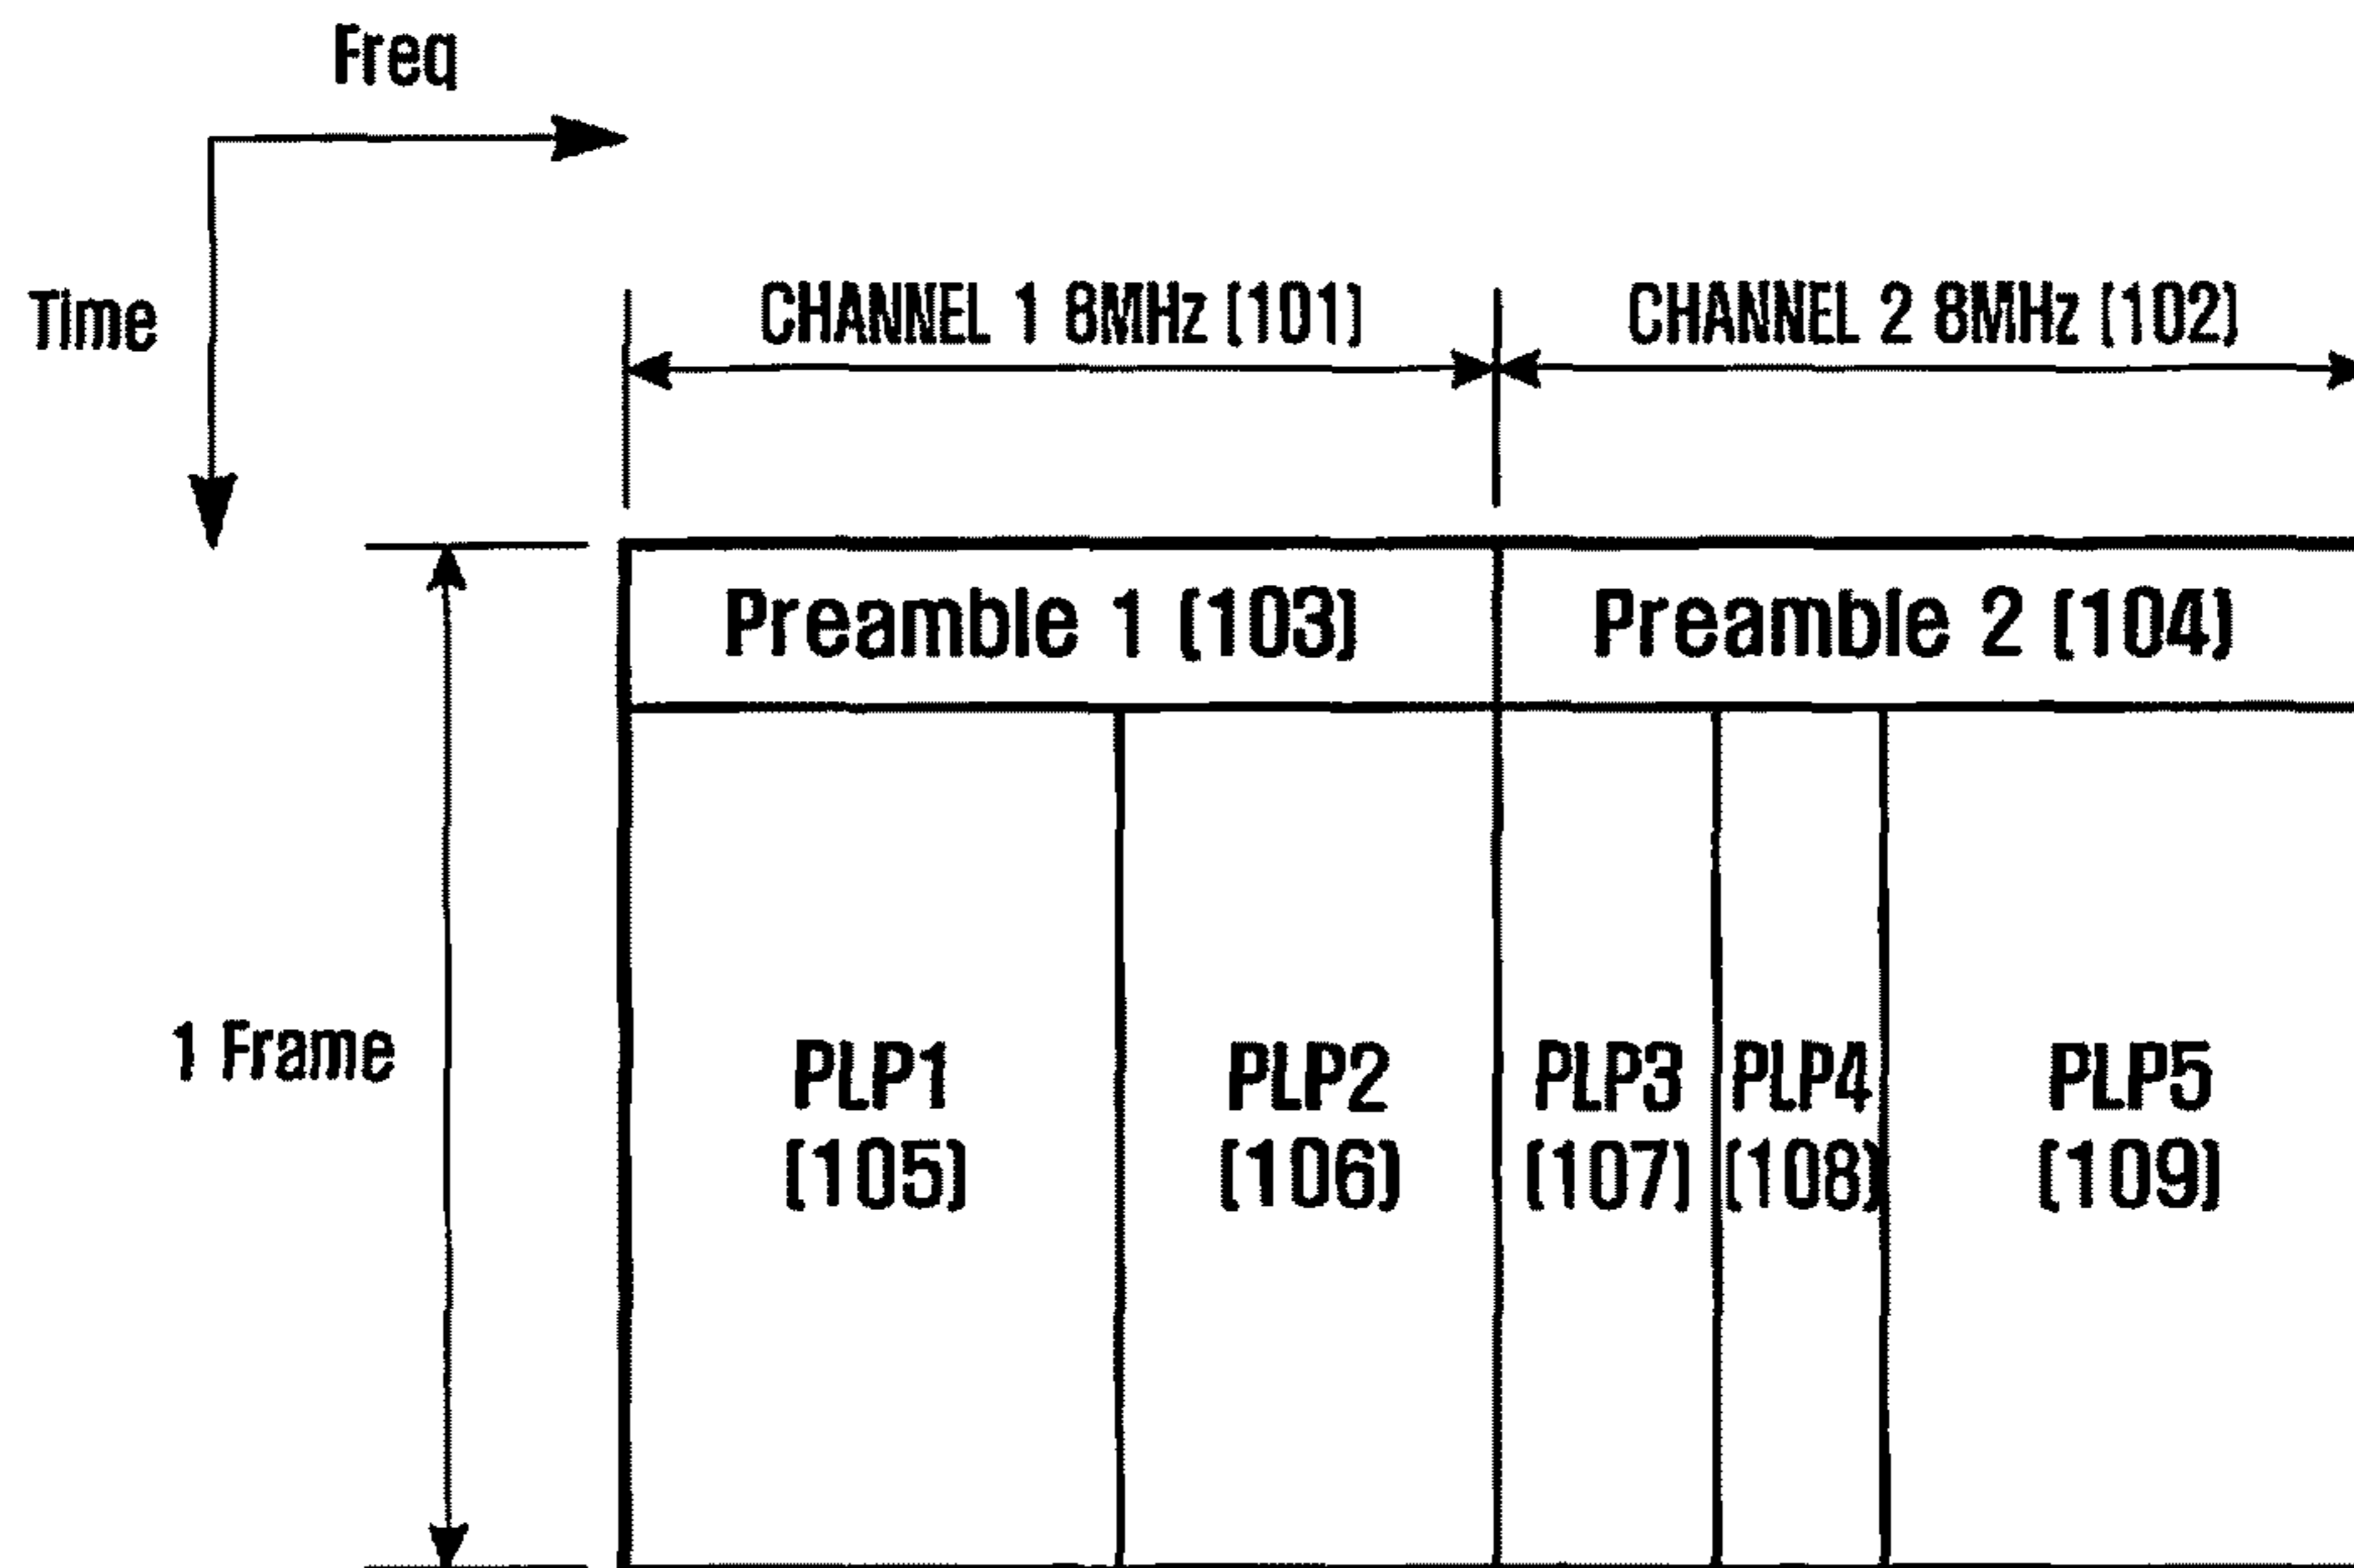 Freq
Time
CHANNEL 1 8MHz (101)
CHANNEL 2 8MHz (102)
Preamble 1 (103)
Preamble 2 (104)
1 Frame
PLP1
(105)
PLP2
(106)
PLP3
(107)
PLP4
(108)
PLP5
(109)